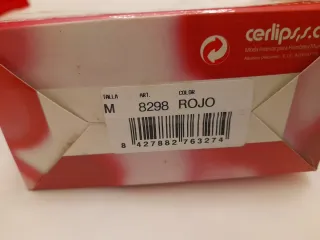 cerlips,s.a
TALLA ART. COLOR
M 8298 ROJO
8 427882 763274